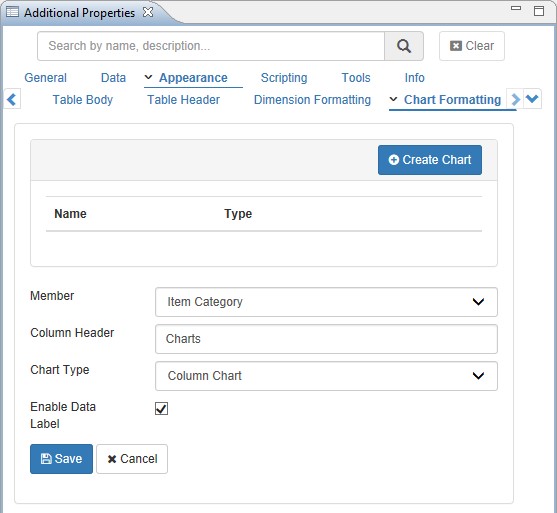 Additional Properties
Search by name, description...
Clear
General Data Appearance Scripting Tools Info
Table Body Table Header Dimension Formatting Chart Formatting
Create Chart
Name Type
Member Item Category
Column Header Charts
Chart Type Column Chart
Enable Data
Label
Save Cancel